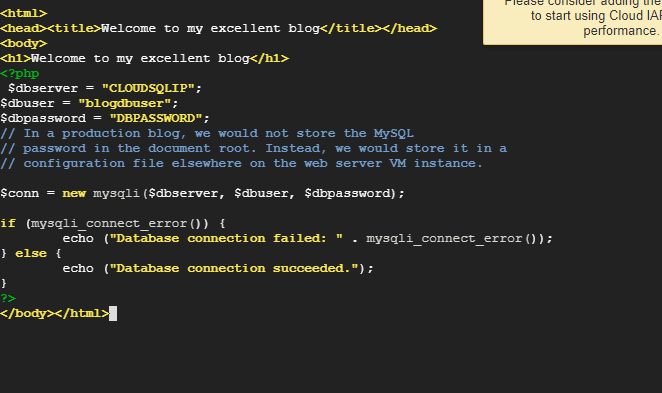 Please consider adding the
to start using Cloud IAP
performance.
<html>
<head><title>Welcome to my excellent blog</title></head>
<body>
<h1>Welcome to my excellent blog</h1>
<?php
 $dbserver = "CLOUDSQLIP";
$dbuser = "blogdbuser";
$dbpassword = "DBPASSWORD";
// In a production blog, we would not store the MySQL
// password in the document root. Instead, we would store it in a
// configuration file elsewhere on the web server VM instance.
$conn = new mysqli($dbserver, $dbuser, $dbpassword);
if (mysqli_connect_error()) {
        echo ("Database connection failed: " . mysqli_connect_error());
} else {
        echo ("Database connection succeeded.");
}
?>
</body></html>